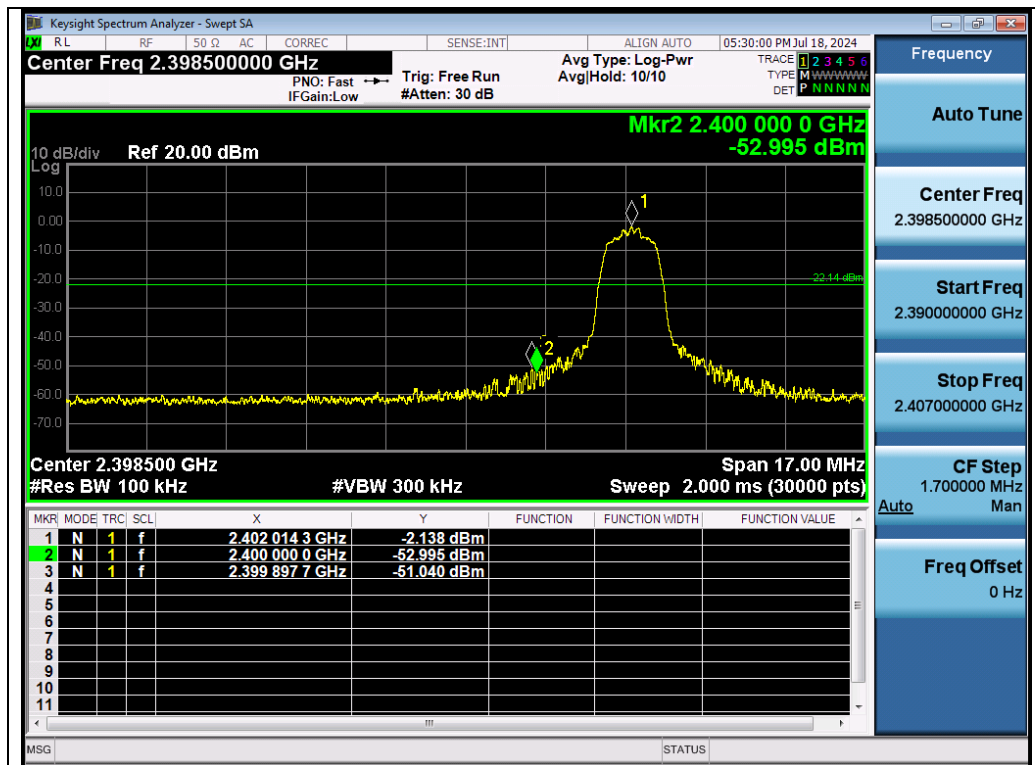 Keysight Spectrum Analyzer - Swept SA
LXI RL RF 50 Ω AC CORREC SENSE:INT ALIGN AUTO 05:30:00 PM Jul 18, 2024
Center Freq 2.398500000 GHz
PNO: Fast
IFGain:Low
Trig: Free Run
#Atten: 30 dB
Avg Type: Log-Pwr
Avg|Hold: 10/10
TRACE 1 2 3 4 5 6
TYPE M WWWWW
DET P N N N N N
Mkr2 2.400 000 0 GHz
-52.995 dBm
10 dB/div Ref 20.00 dBm
Log
10.0
0.00
-10.0
-20.0
-30.0
-40.0
-50.0
-60.0
-70.0
1
2
-22.14 dBm
Center 2.398500 GHz Span 17.00 MHz
#Res BW 100 kHz #VBW 300 kHz Sweep 2.000 ms (30000 pts)
MKR MODE TRC SCL X Y FUNCTION FUNCTION WIDTH FUNCTION VALUE
1 N 1 f 2.402 014 3 GHz -2.138 dBm
2 N 1 f 2.400 000 0 GHz -52.995 dBm
3 N 1 f 2.399 897 7 GHz -51.040 dBm
4
5
6
7
8
9
10
11
MSG STATUS
Frequency
Auto Tune
Center Freq
2.398500000 GHz
Start Freq
2.390000000 GHz
Stop Freq
2.407000000 GHz
CF Step
1.700000 MHz
Auto Man
Freq Offset
0 Hz